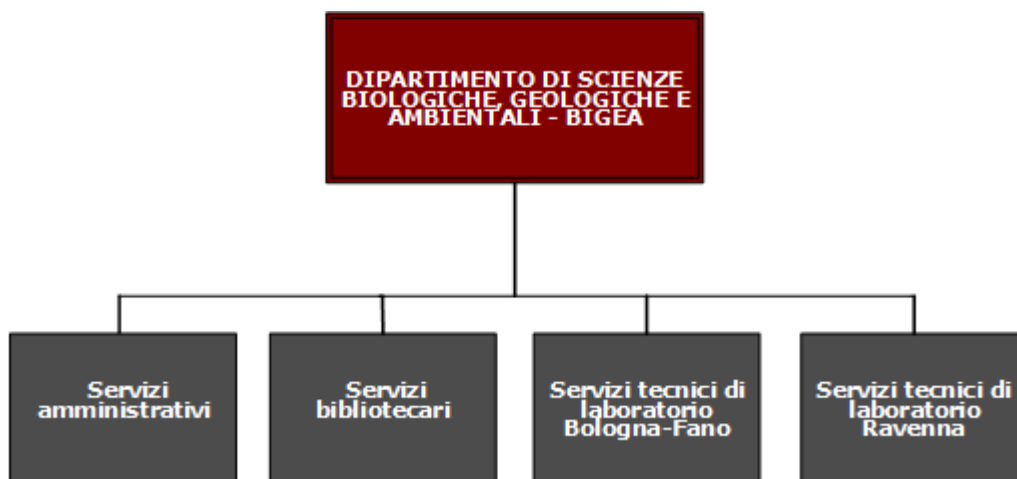 DIPARTIMENTO DI SCIENZE
BIOLOGICHE, GEOLOGICHE E
AMBIENTALI - BIGEA
Servizi
amministrativi
Servizi
bibliotecari
Servizi tecnici di
laboratorio
Bologna-Fano
Servizi tecnici di
laboratorio
Ravenna